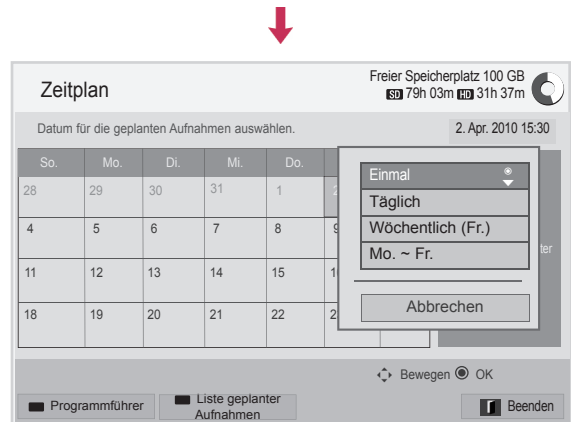 Zeitplan
Freier Speicherplatz 100 GB
SD 79h 03m HD 31h 37m
Datum für die geplanten Aufnahmen auswählen.
2. Apr. 2010 15:30
So. Mo. Di. Mi. Do.
28 29 30 31 1
4 5 6 7 8
11 12 13 14 15
18 19 20 21 22
Einmal
Täglich
Wöchentlich (Fr.)
Mo. ~ Fr.
Abbrechen
Bewegen OK
Programmführer
Liste geplanter
Aufnahmen
Beenden